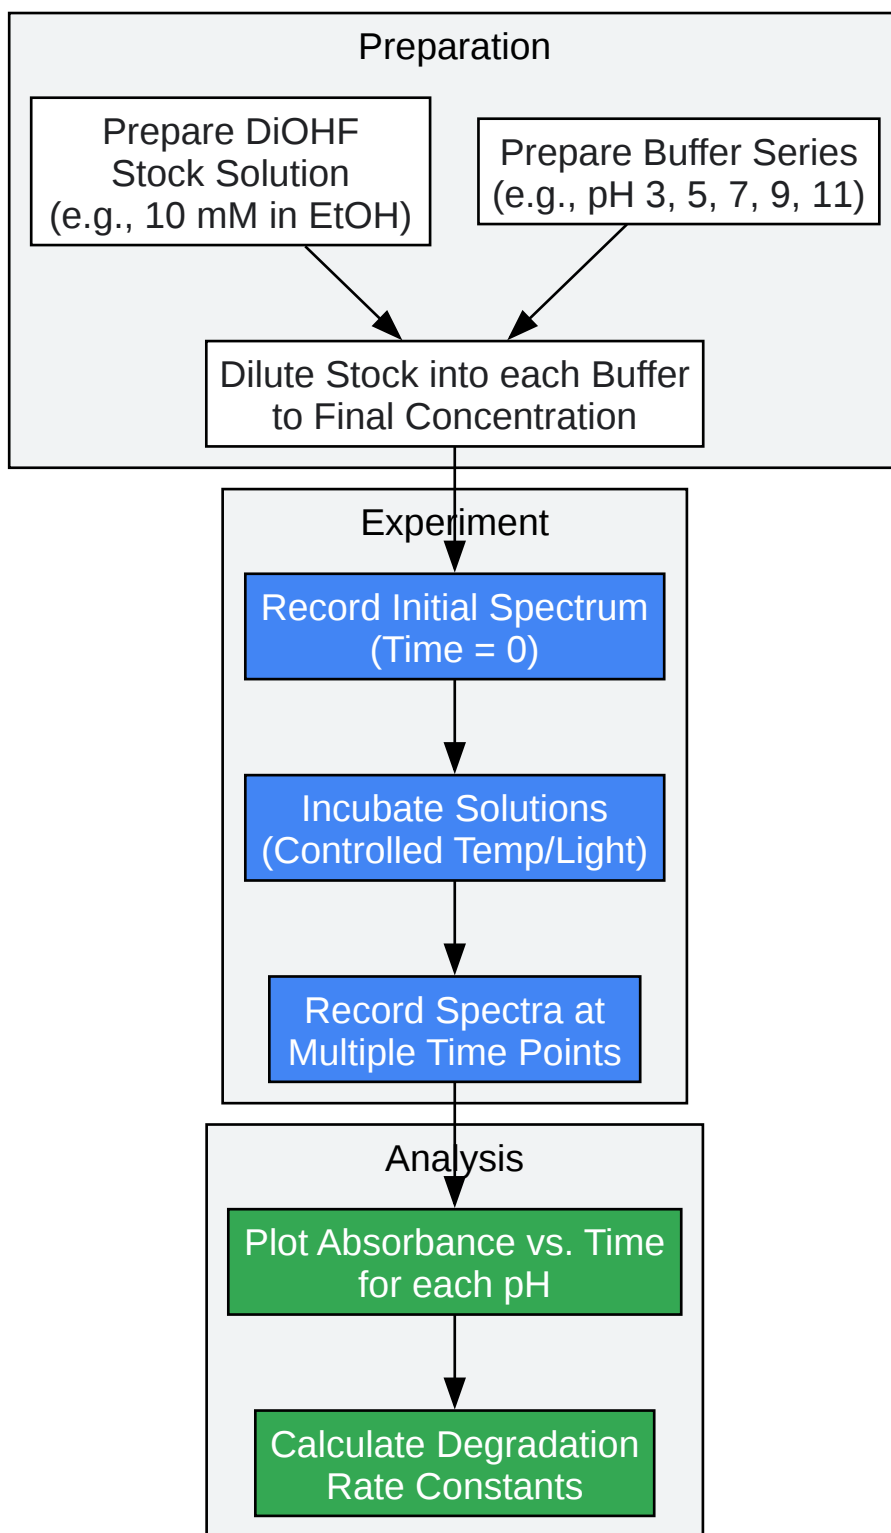 Preparation
Prepare DiOHF
Stock Solution
(e.g., 10 mM in EtOH)
Prepare Buffer Series
(e.g., pH 3, 5, 7, 9, 11)
Dilute Stock into each Buffer
to Final Concentration
Experiment
Record Initial Spectrum
(Time = 0)
Incubate Solutions
(Controlled Temp/Light)
Record Spectra at
Multiple Time Points
Analysis
Plot Absorbance vs. Time
for each pH
Calculate Degradation
Rate Constants